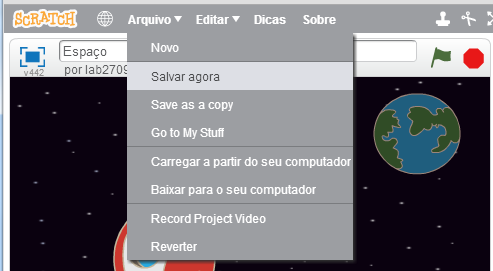 SCRATCH Arquivo Editar Dicas Sobre
Espaço
por lab2709
v442
Novo
Salvar agora
Save as a copy
Go to My Stuff
Carregar a partir do seu computador
Baixar para o seu computador
Record Project Video
Reverter